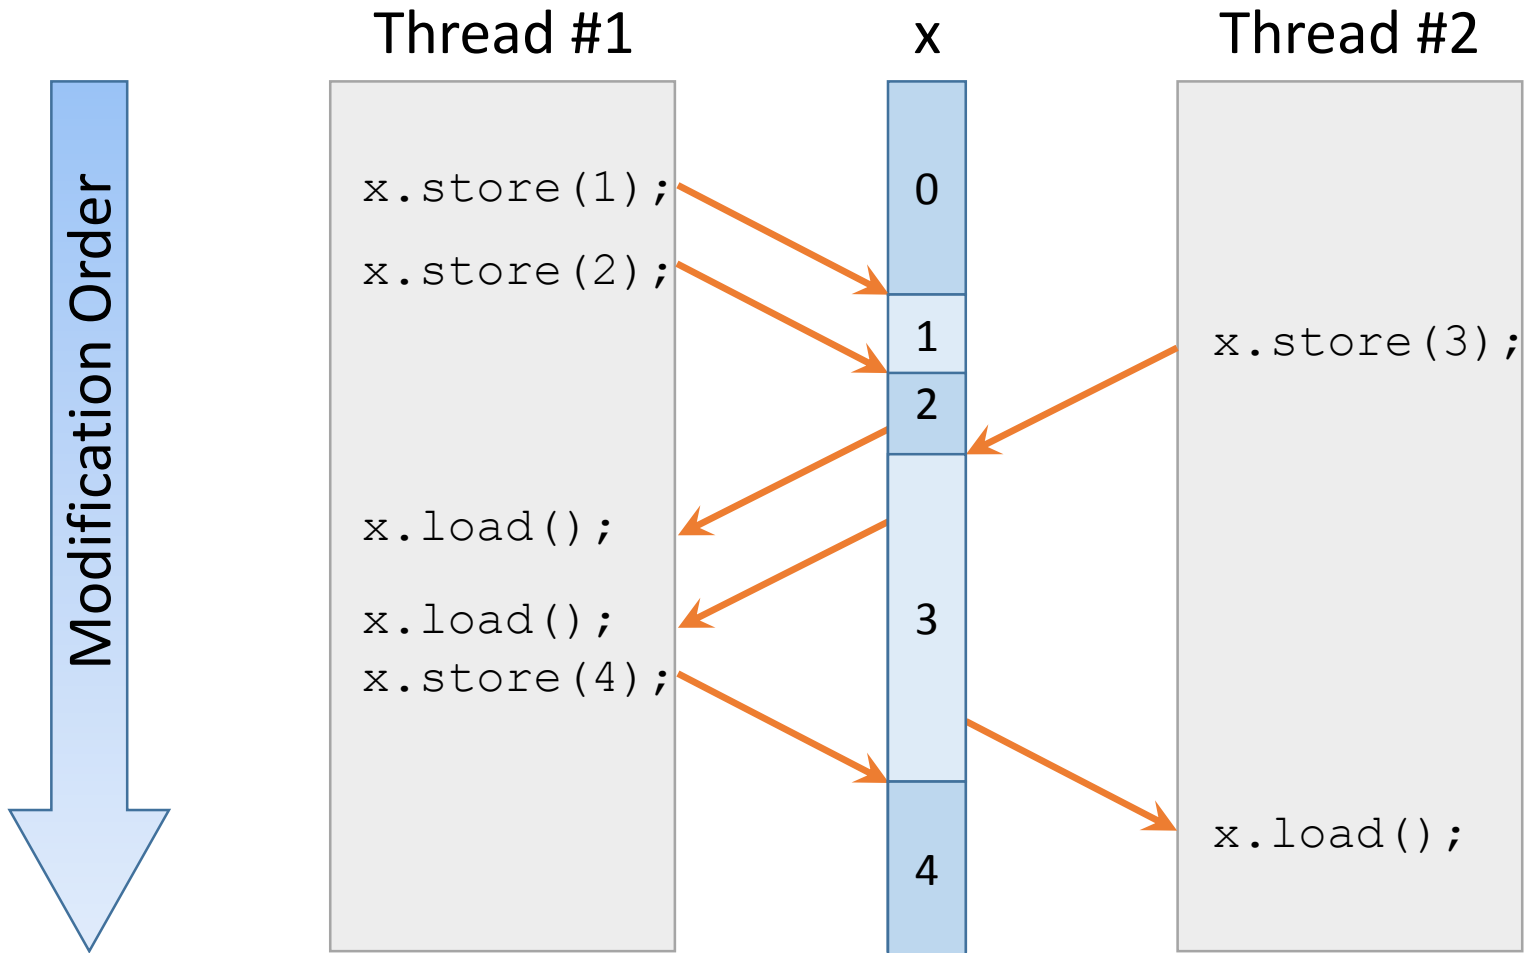 Thread #1
x
Thread #2
Modification Order
x.store(1);
x.store(2);
x.load();
x.load();
x.store(4);
0
1
2
3
4
x.store(3);
x.load();